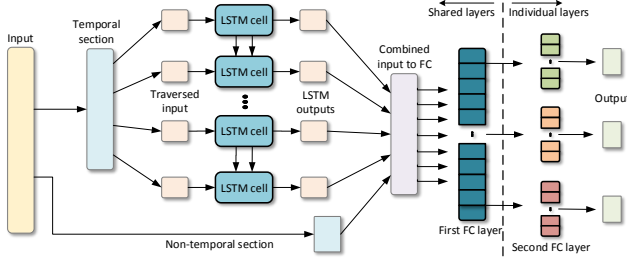 Shared layers
Individual layers
Temporal
section
Input
LSTM cell
Combined
input to FC
LSTM cell
Traversed
input
LSTM
outputs
Output
LSTM cell
LSTM cell
First FC layer
Non-temporal section
Second FC layer